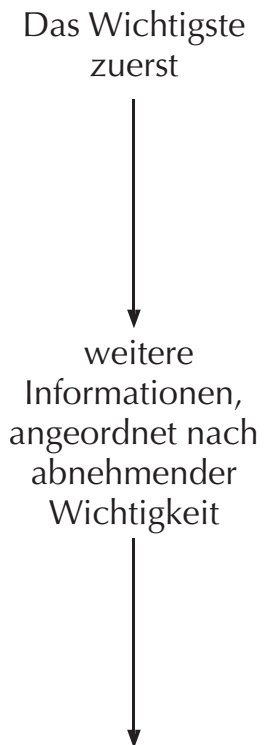 Das Wichtigste
zuerst
weitere
Informationen,
angeordnet nach
abnehmender
Wichtigkeit